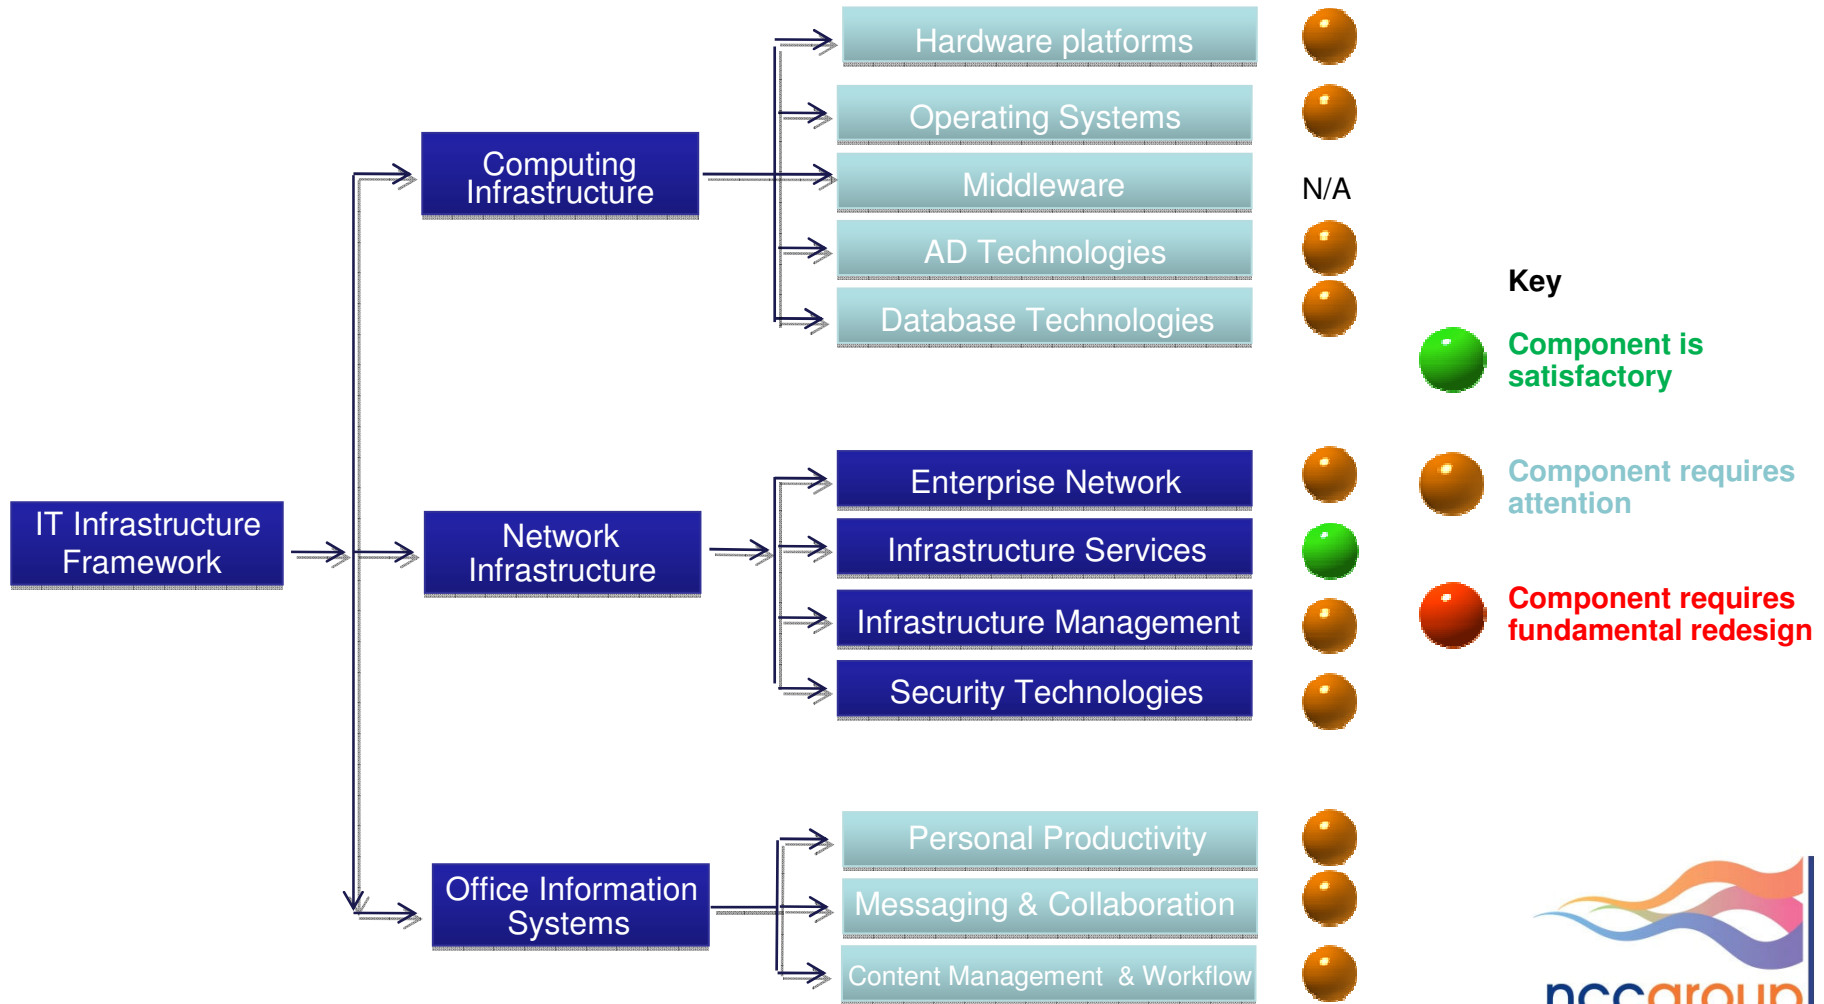 Hardware platforms
Operating Systems
Computing
Infrastructure
Middleware
N/A
AD Technologies
Database Technologies
Key
Component is
satisfactory
Component requires
attention
Component requires
fundamental redesign
IT Infrastructure
Framework
Network
Infrastructure
Enterprise Network
Infrastructure Services
Infrastructure Management
Security Technologies
Office Information
Systems
Personal Productivity
Messaging & Collaboration
Content Management & Workflow
nccgroup